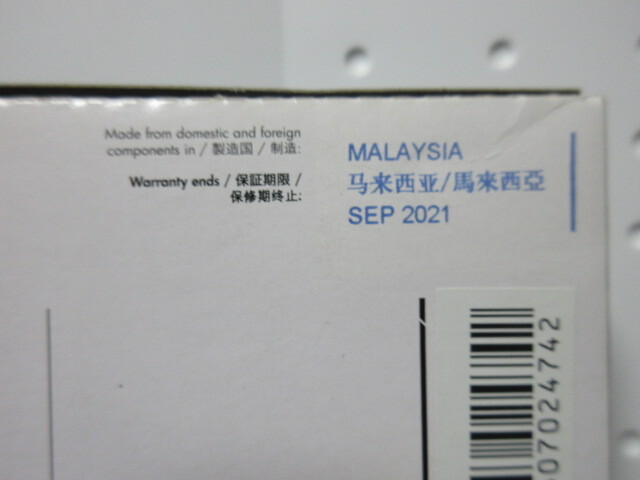 Made from domestic and foreign
components in / 製造国 / 制造:
MALAYSIA
马来西亚/馬來西亞
Warranty ends / 保証期限 /
保修期终止:
SEP 2021
07024742